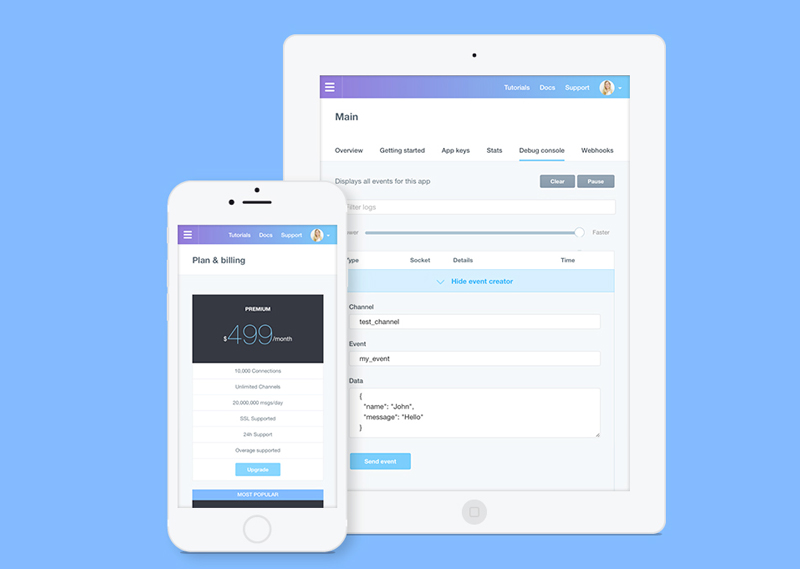 Tutorials Docs Support
Main
Overview Getting started App keys Stats Debug console Webhooks
Displays all events for this app Clear Pause
Filter logs
Faster
Type Socket Details Time
Hide event creator
Channel
test_channel
Event
my_event
Data
{
"name": "John",
"message": "Hello"
}
Send event
Tutorials Docs Support
Plan & billing
PREMIUM
$499/month
10,000 Connections
Unlimited Channels
20,000,000 msgs/day
SSL Supported
24h Support
Overage supported
Upgrade
MOST POPULAR